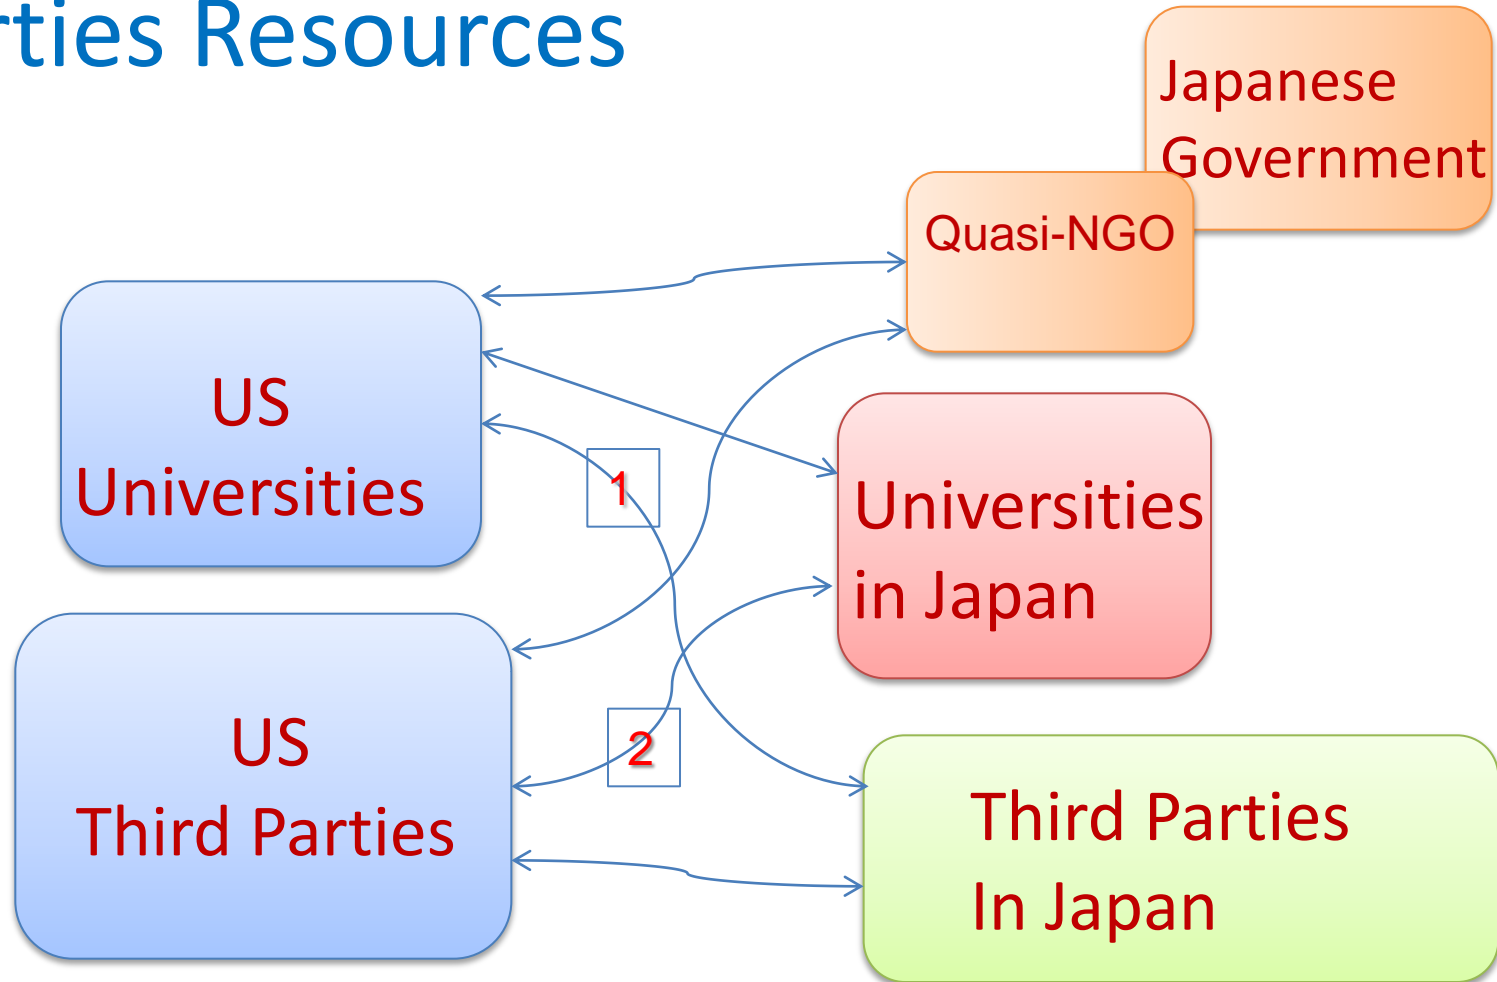 rties Resources
Japanese
Government
Quasi-NGO
US
Universities
1
Universities
in Japan
US
Third Parties
2
Third Parties
In Japan